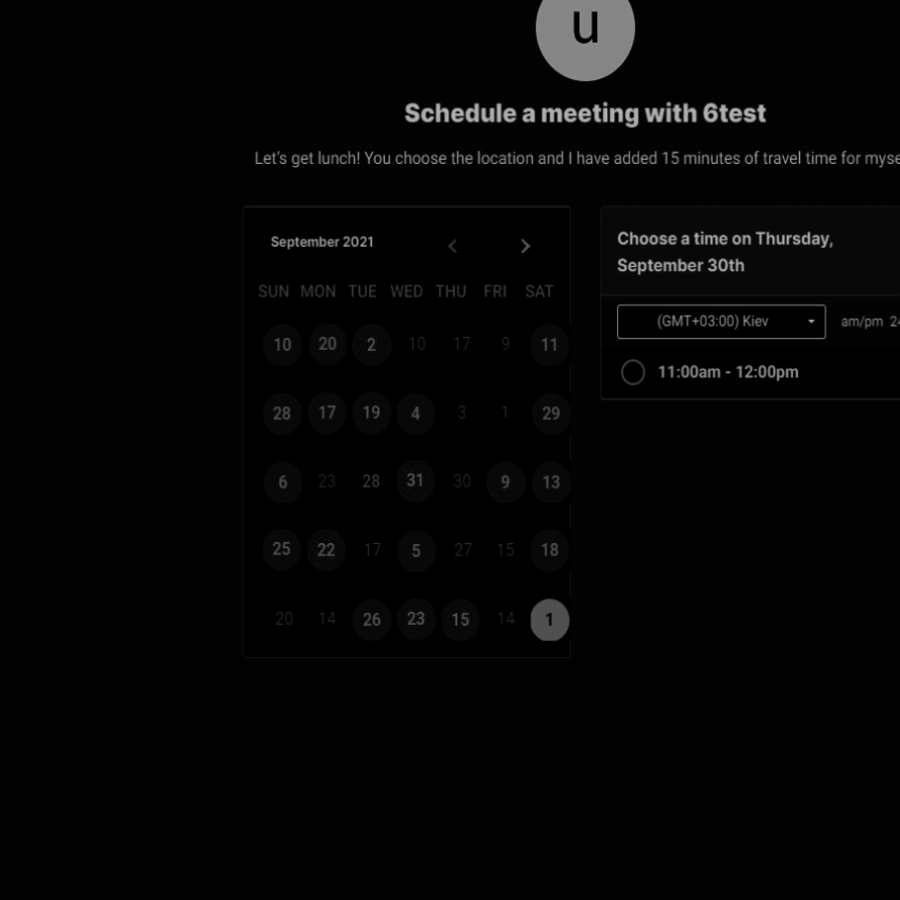 u
Schedule a meeting with 6test
Let's get lunch! You choose the location and I have added 15 minutes of travel time for myse
September 2021
SUN MON TUE WED THU FRI SAT
10 20 2 10 17 9 11
28 17 19 4 3 1 29
6 23 28 31 30 9 13
25 22 17 5 27 15 18
20 14 26 23 15 14 1
Choose a time on Thursday,
September 30th
(GMT+03:00) Kiev
am/pm 24
11:00am - 12:00pm